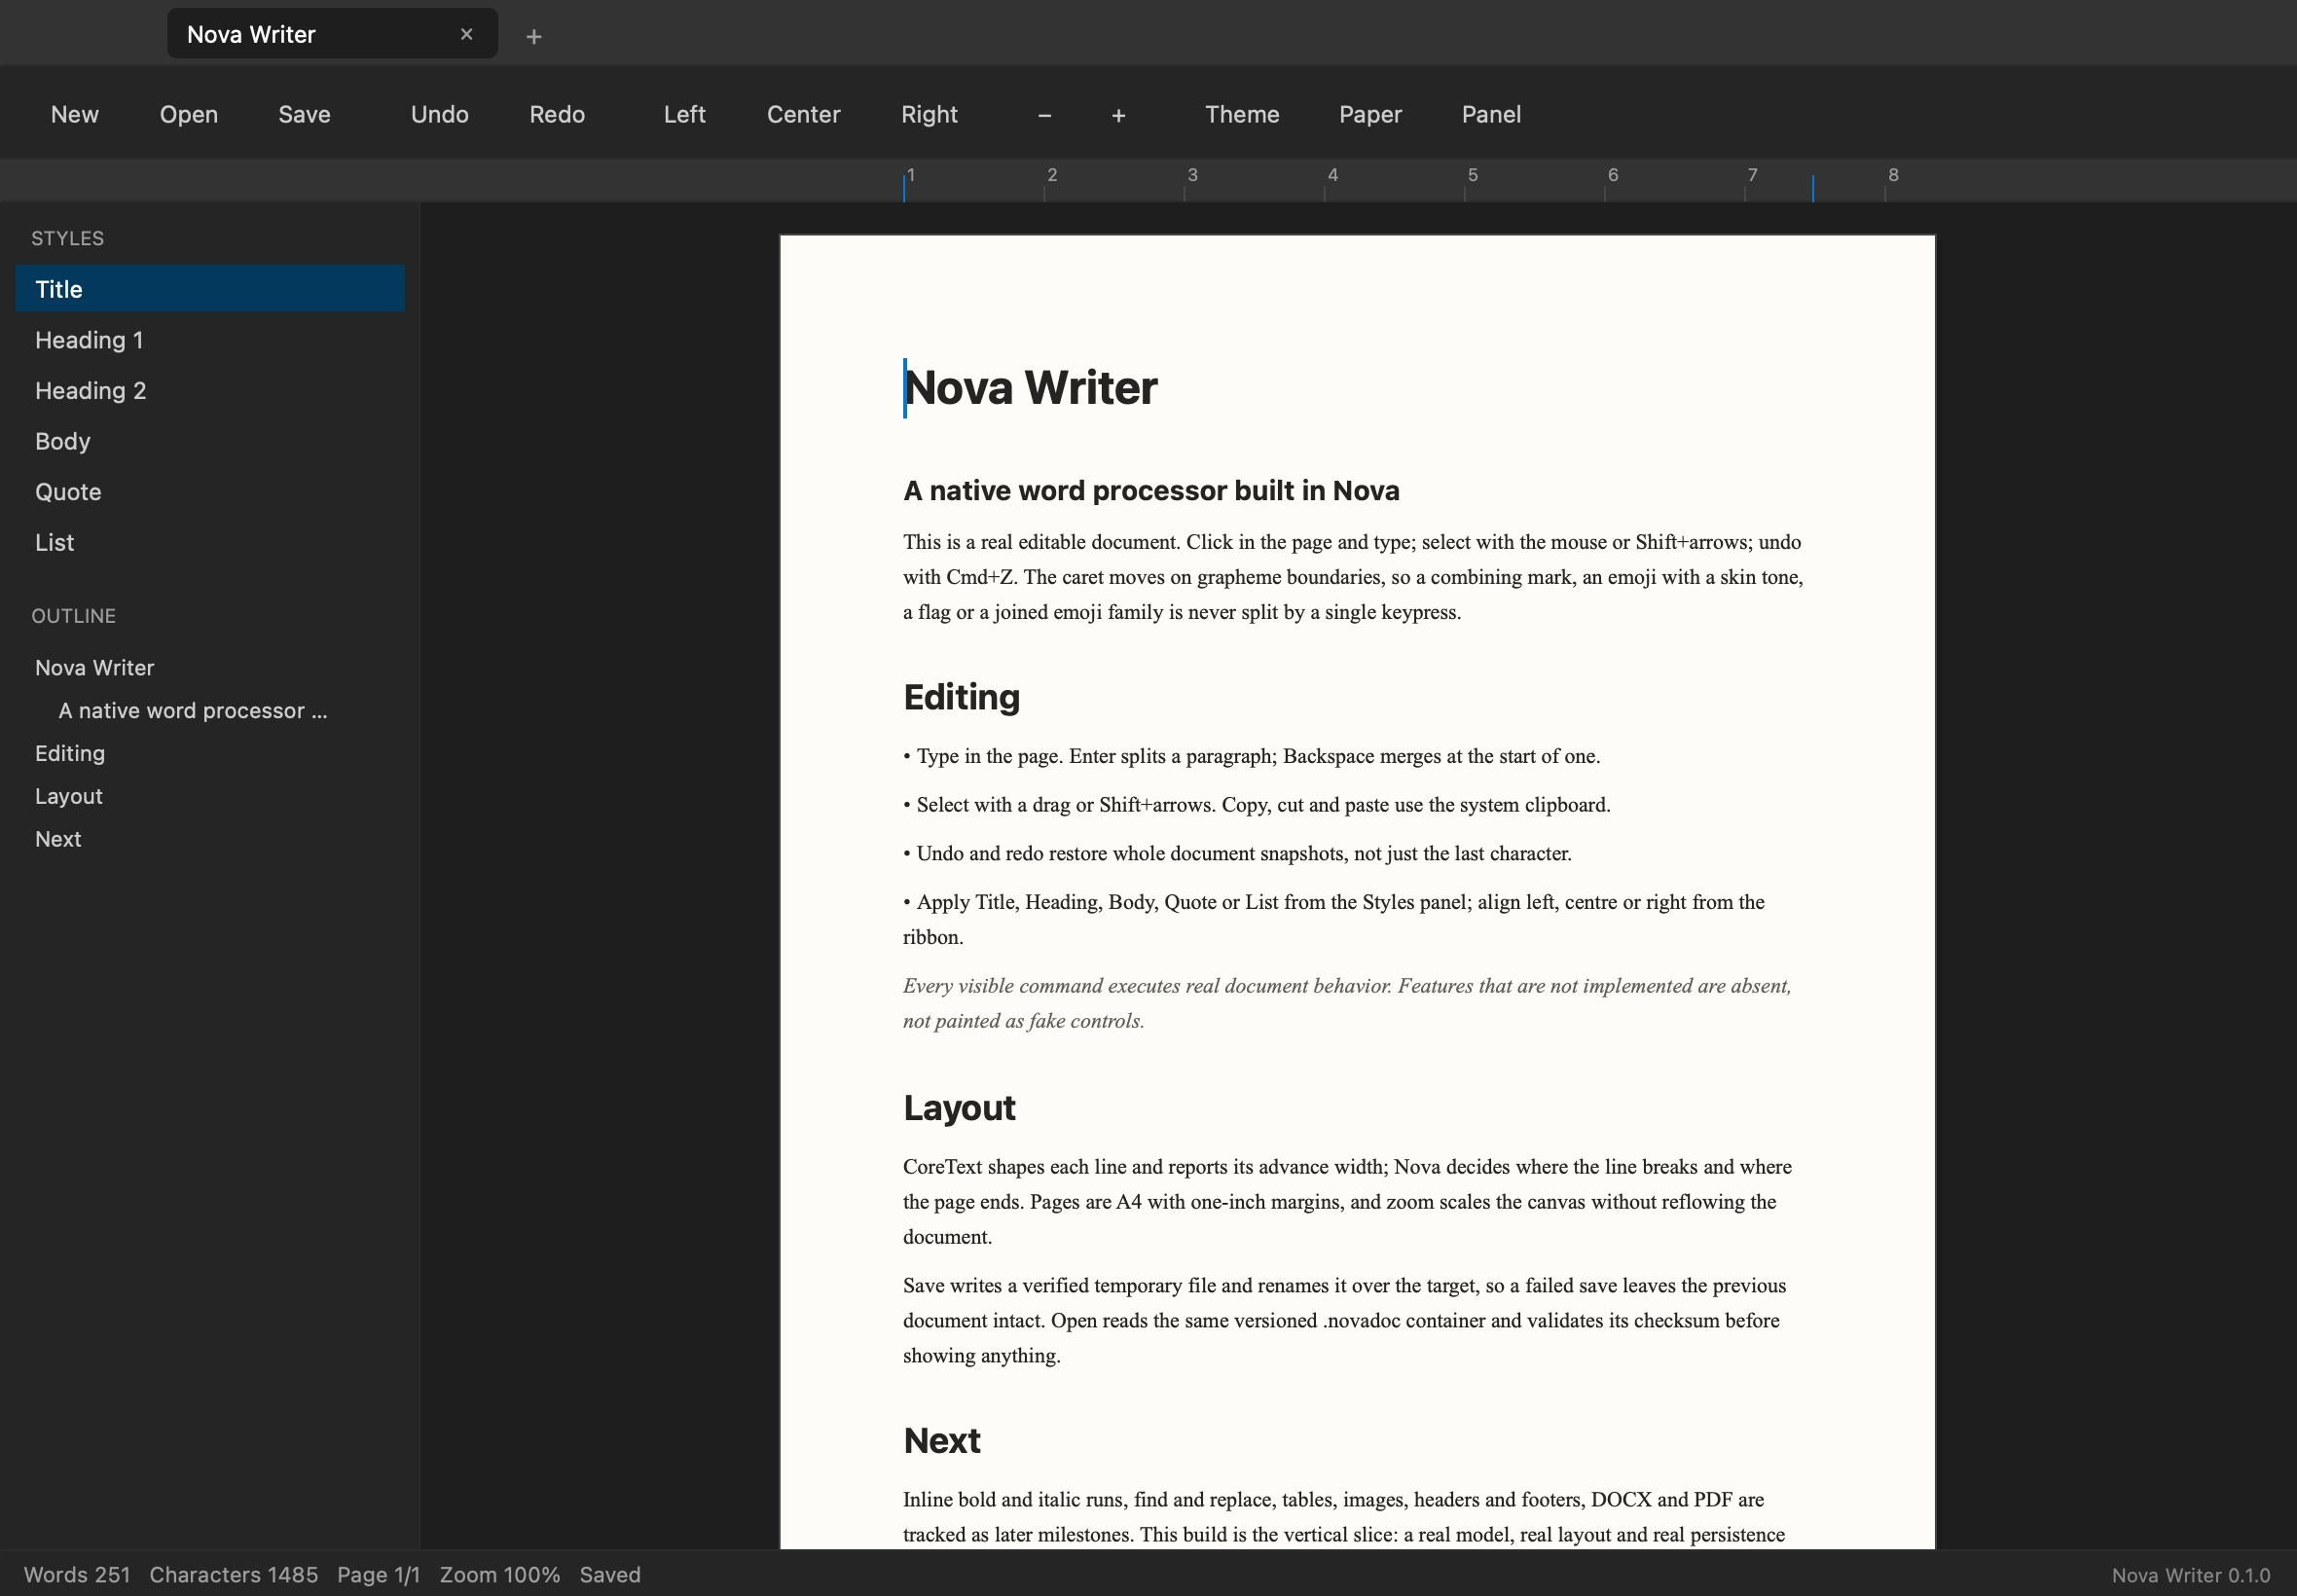 Nova Writer × +
New Open Save Undo Redo Left Center Right − + Theme Paper Panel
1 2 3 4 5 6 7 8
STYLES
Title
Heading 1
Heading 2
Body
Quote
List
OUTLINE
Nova Writer
A native word processor ...
Editing
Layout
Next
Nova Writer
A native word processor built in Nova
This is a real editable document. Click in the page and type; select with the mouse or Shift+arrows; undo
with Cmd+Z. The caret moves on grapheme boundaries, so a combining mark, an emoji with a skin tone,
a flag or a joined emoji family is never split by a single keypress.
Editing
• Type in the page. Enter splits a paragraph; Backspace merges at the start of one.
• Select with a drag or Shift+arrows. Copy, cut and paste use the system clipboard.
• Undo and redo restore whole document snapshots, not just the last character.
• Apply Title, Heading, Body, Quote or List from the Styles panel; align left, centre or right from the
ribbon.
Every visible command executes real document behavior. Features that are not implemented are absent,
not painted as fake controls.
Layout
CoreText shapes each line and reports its advance width; Nova decides where the line breaks and where
the page ends. Pages are A4 with one-inch margins, and zoom scales the canvas without reflowing the
document.
Save writes a verified temporary file and renames it over the target, so a failed save leaves the previous
document intact. Open reads the same versioned .novadoc container and validates its checksum before
showing anything.
Next
Inline bold and italic runs, find and replace, tables, images, headers and footers, DOCX and PDF are
tracked as later milestones. This build is the vertical slice: a real model, real layout and real persistence
Words 251 Characters 1485 Page 1/1 Zoom 100% Saved
Nova Writer 0.1.0